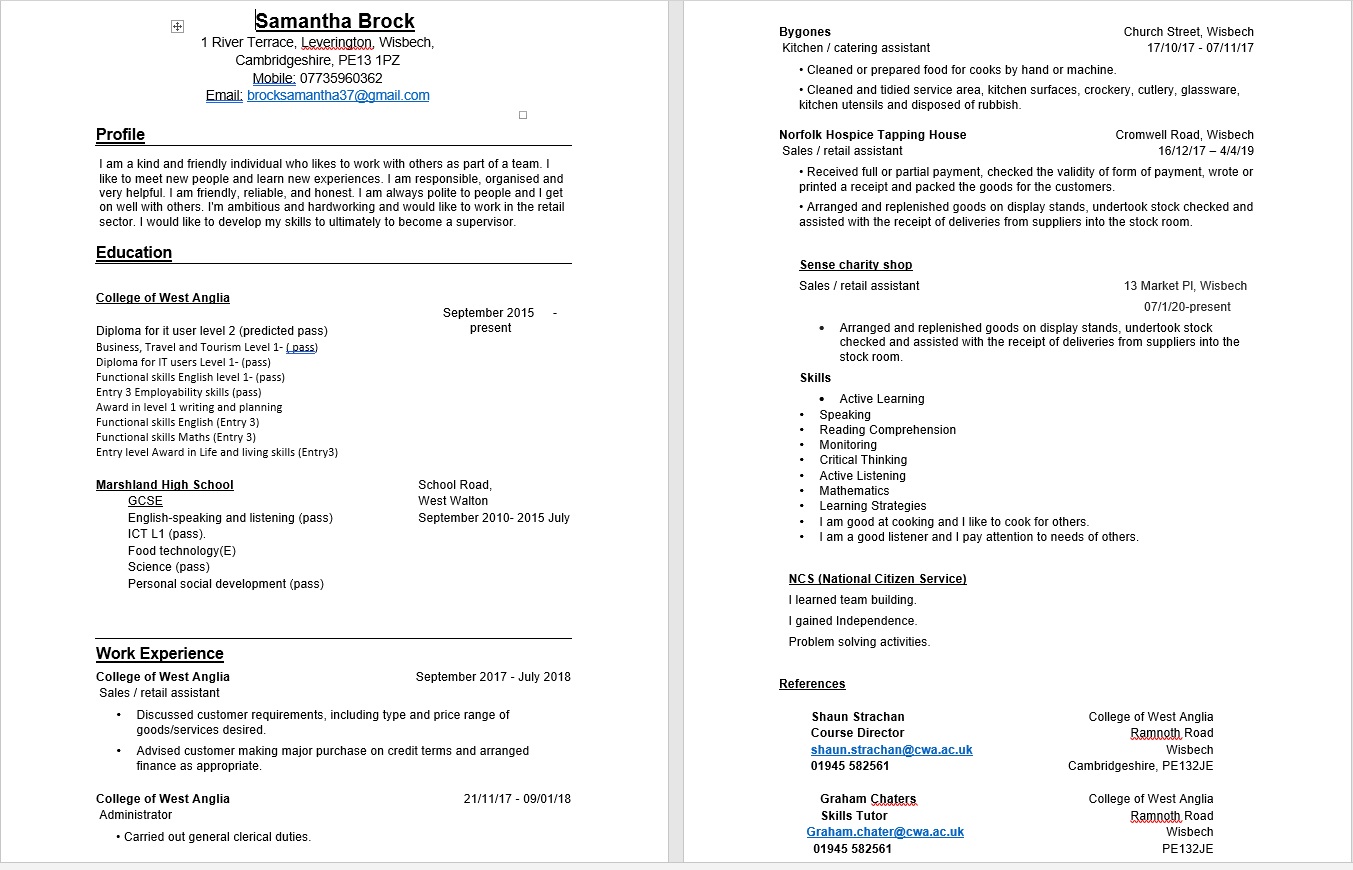 Samantha Brock
1 River Terrace, Leverington, Wisbech,
Cambridgeshire, PE13 1PZ
Mobile: 07735960362
Email: brocksamantha37@gmail.com
Profile
I am a kind and friendly individual who likes to work with others as part of a team. I
like to meet new people and learn new experiences. I am responsible, organised and
very helpful. I am friendly, reliable, and honest. I am always polite to people and I get
on well with others. I'm ambitious and hardworking and would like to work in the retail
sector. I would like to develop my skills to ultimately to become a supervisor.
Education
College of West Anglia
September 2015 -
present
Diploma for it user level 2 (predicted pass)
Business, Travel and Tourism Level 1- ( pass)
Diploma for IT users Level 1- (pass)
Functional skills English level 1- (pass)
Entry 3 Employability skills (pass)
Award in level 1 writing and planning
Functional skills English (Entry 3)
Functional skills Maths (Entry 3)
Entry level Award in Life and living skills (Entry3)
Marshland High School School Road,
GCSE West Walton
English-speaking and listening (pass) September 2010- 2015 July
ICT L1 (pass).
Food technology(E)
Science (pass)
Personal social development (pass)
Work Experience
College of West Anglia September 2017 - July 2018
Sales / retail assistant
• Discussed customer requirements, including type and price range of
goods/services desired.
• Advised customer making major purchase on credit terms and arranged
finance as appropriate.
College of West Anglia 21/11/17 - 09/01/18
Administrator
• Carried out general clerical duties.
Bygones Church Street, Wisbech
Kitchen / catering assistant 17/10/17 - 07/11/17
• Cleaned or prepared food for cooks by hand or machine.
• Cleaned and tidied service area, kitchen surfaces, crockery, cutlery, glassware,
kitchen utensils and disposed of rubbish.
Norfolk Hospice Tapping House Cromwell Road, Wisbech
Sales / retail assistant 16/12/17 – 4/4/19
• Received full or partial payment, checked the validity of form of payment, wrote or
printed a receipt and packed the goods for the customers.
• Arranged and replenished goods on display stands, undertook stock checked and
assisted with the receipt of deliveries from suppliers into the stock room.
Sense charity shop
Sales / retail assistant 13 Market Pl, Wisbech
07/1/20-present
• Arranged and replenished goods on display stands, undertook stock
checked and assisted with the receipt of deliveries from suppliers into the
stock room.
Skills
• Active Learning
• Speaking
• Reading Comprehension
• Monitoring
• Critical Thinking
• Active Listening
• Mathematics
• Learning Strategies
• I am good at cooking and I like to cook for others.
• I am a good listener and I pay attention to needs of others.
NCS (National Citizen Service)
I learned team building.
I gained Independence.
Problem solving activities.
References
Shaun Strachan College of West Anglia
Course Director Ramnoth Road
shaun.strachan@cwa.ac.uk Wisbech
01945 582561 Cambridgeshire, PE132JE
Graham Chaters College of West Anglia
Skills Tutor Ramnoth Road
Graham.chater@cwa.ac.uk Wisbech
01945 582561 PE132JE